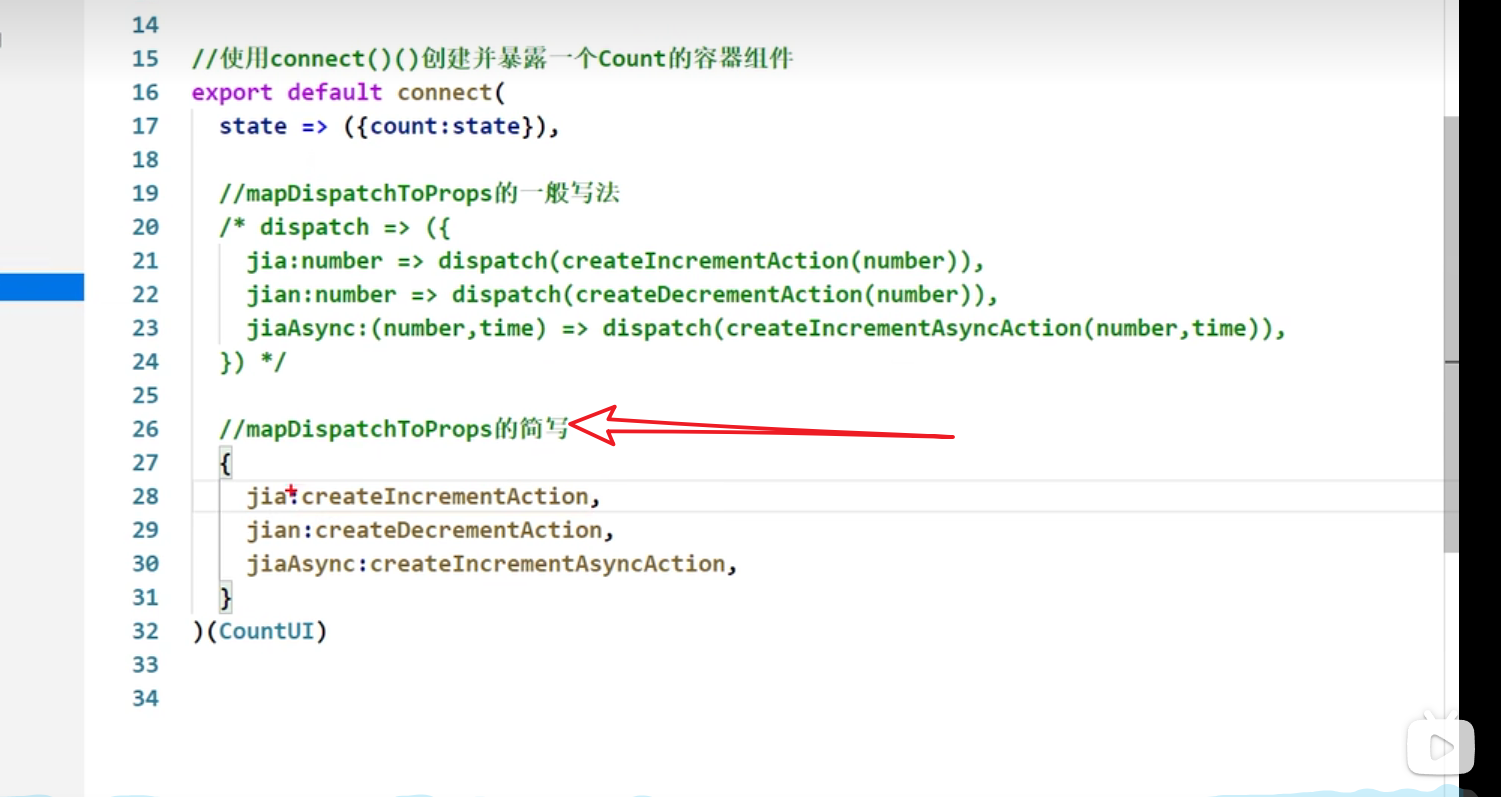 14
15 //使用connect()()创建并暴露一个Count的容器组件
16 export default connect(
17 state => ({count:state}),
18
19 //mapDispatchToProps的一般写法
20 /* dispatch => ({
21 jia:number => dispatch(createIncrementAction(number)),
22 jian:number => dispatch(createDecrementAction(number)),
23 jiaAsync:(number,time) => dispatch(createIncrementAsyncAction(number,time)),
24 }) */
25
26 //mapDispatchToProps的简写
27 {
28 jia:createIncrementAction,
29 jian:createDecrementAction,
30 jiaAsync:createIncrementAsyncAction,
31 }
32 )(CountUI)
33
34